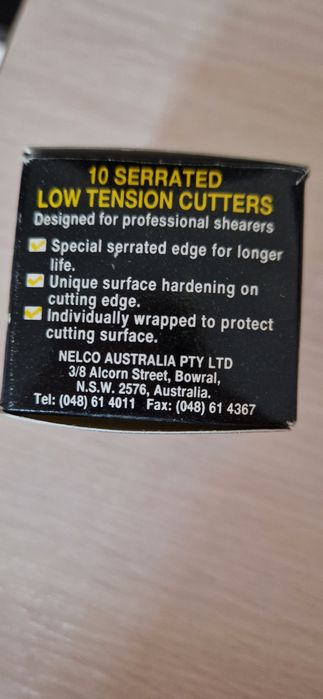 10 SERRATED
LOW TENSION CUTTERS
Designed for professional shearers
Special serrated edge for longer
life.
Unique surface hardening on
cutting edge.
Individually wrapped to protect
cutting surface.
NELCO AUSTRALIA PTY LTD
3/8 Alcorn Street, Bowral,
N.S.W. 2576, Australia.
Tel: (048) 61 4011 Fax: (048) 61 4367